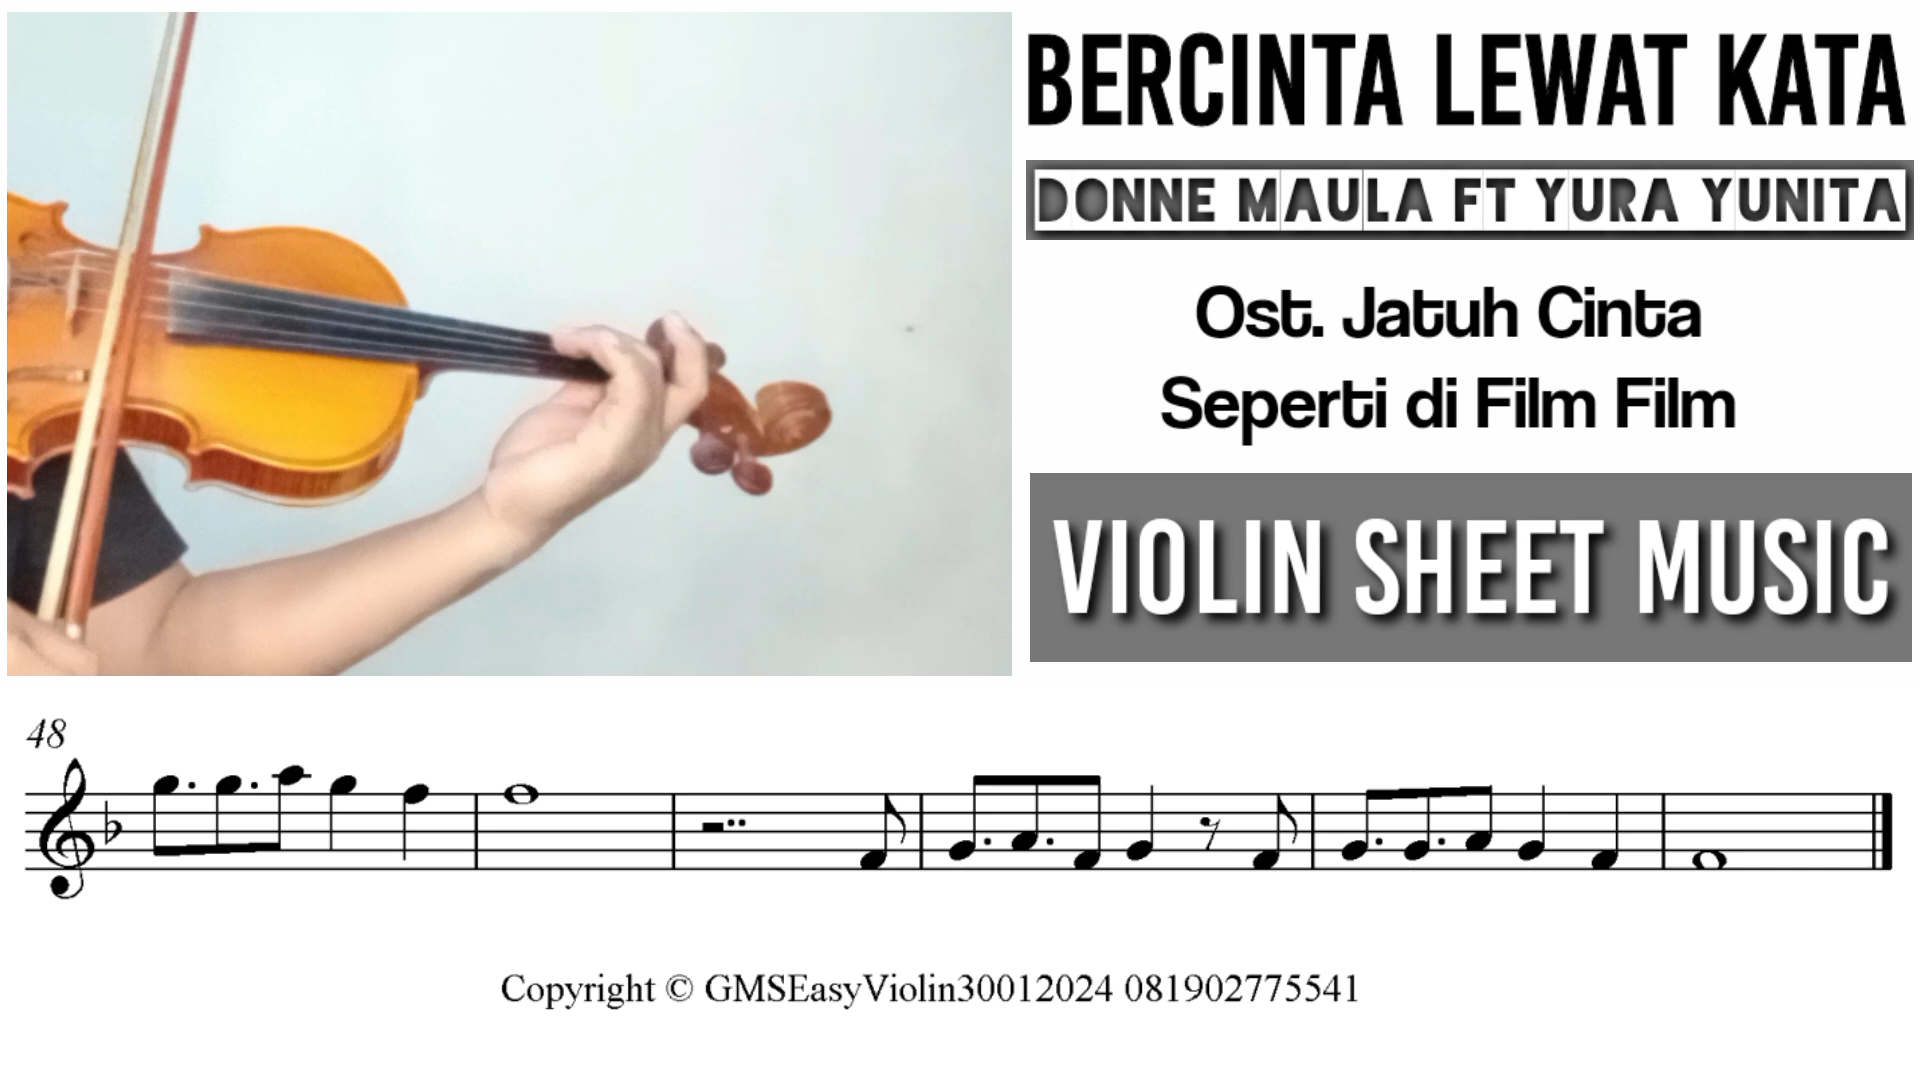 BERCINTA LEWAT KATA
DONNE MAULA FT YURA YUNITA
Ost. Jatuh Cinta
Seperti di Film Film
VIOLIN SHEET MUSIC
48
Copyright © GMSEasyViolin30012024 081902775541